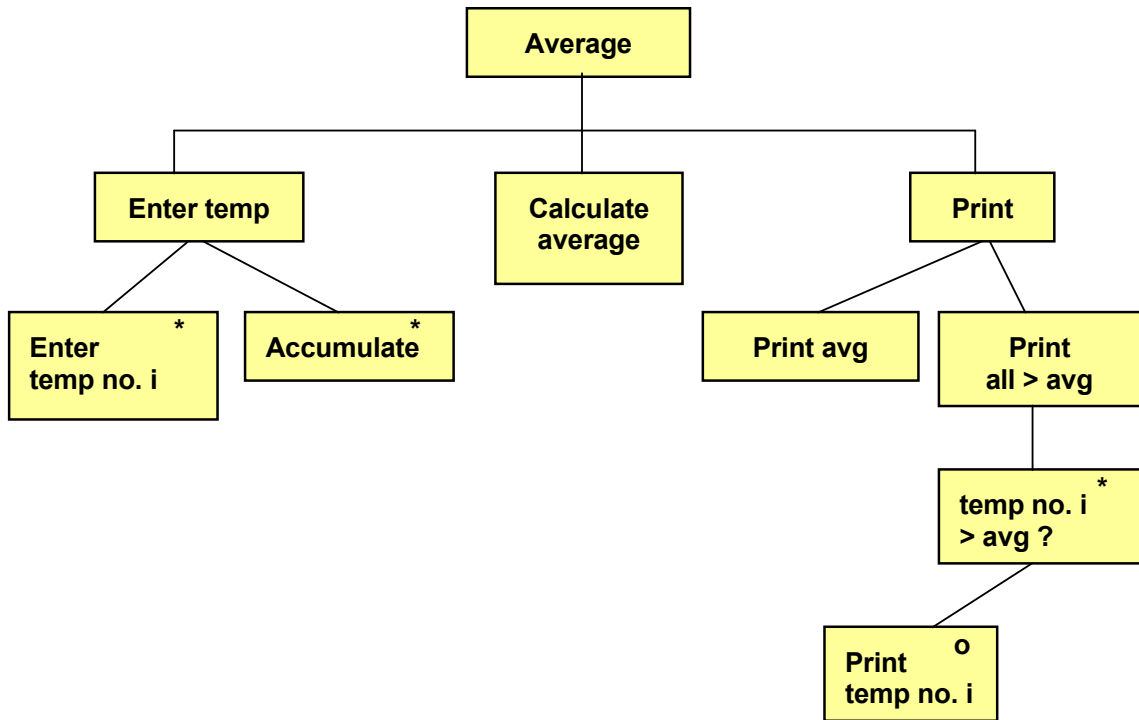 Average
Enter temp
Calculate
average
Print
*
Enter
temp no. i
*
Accumulate
Print avg
Print
all > avg
*
temp no. i
> avg ?
o
Print
temp no. i